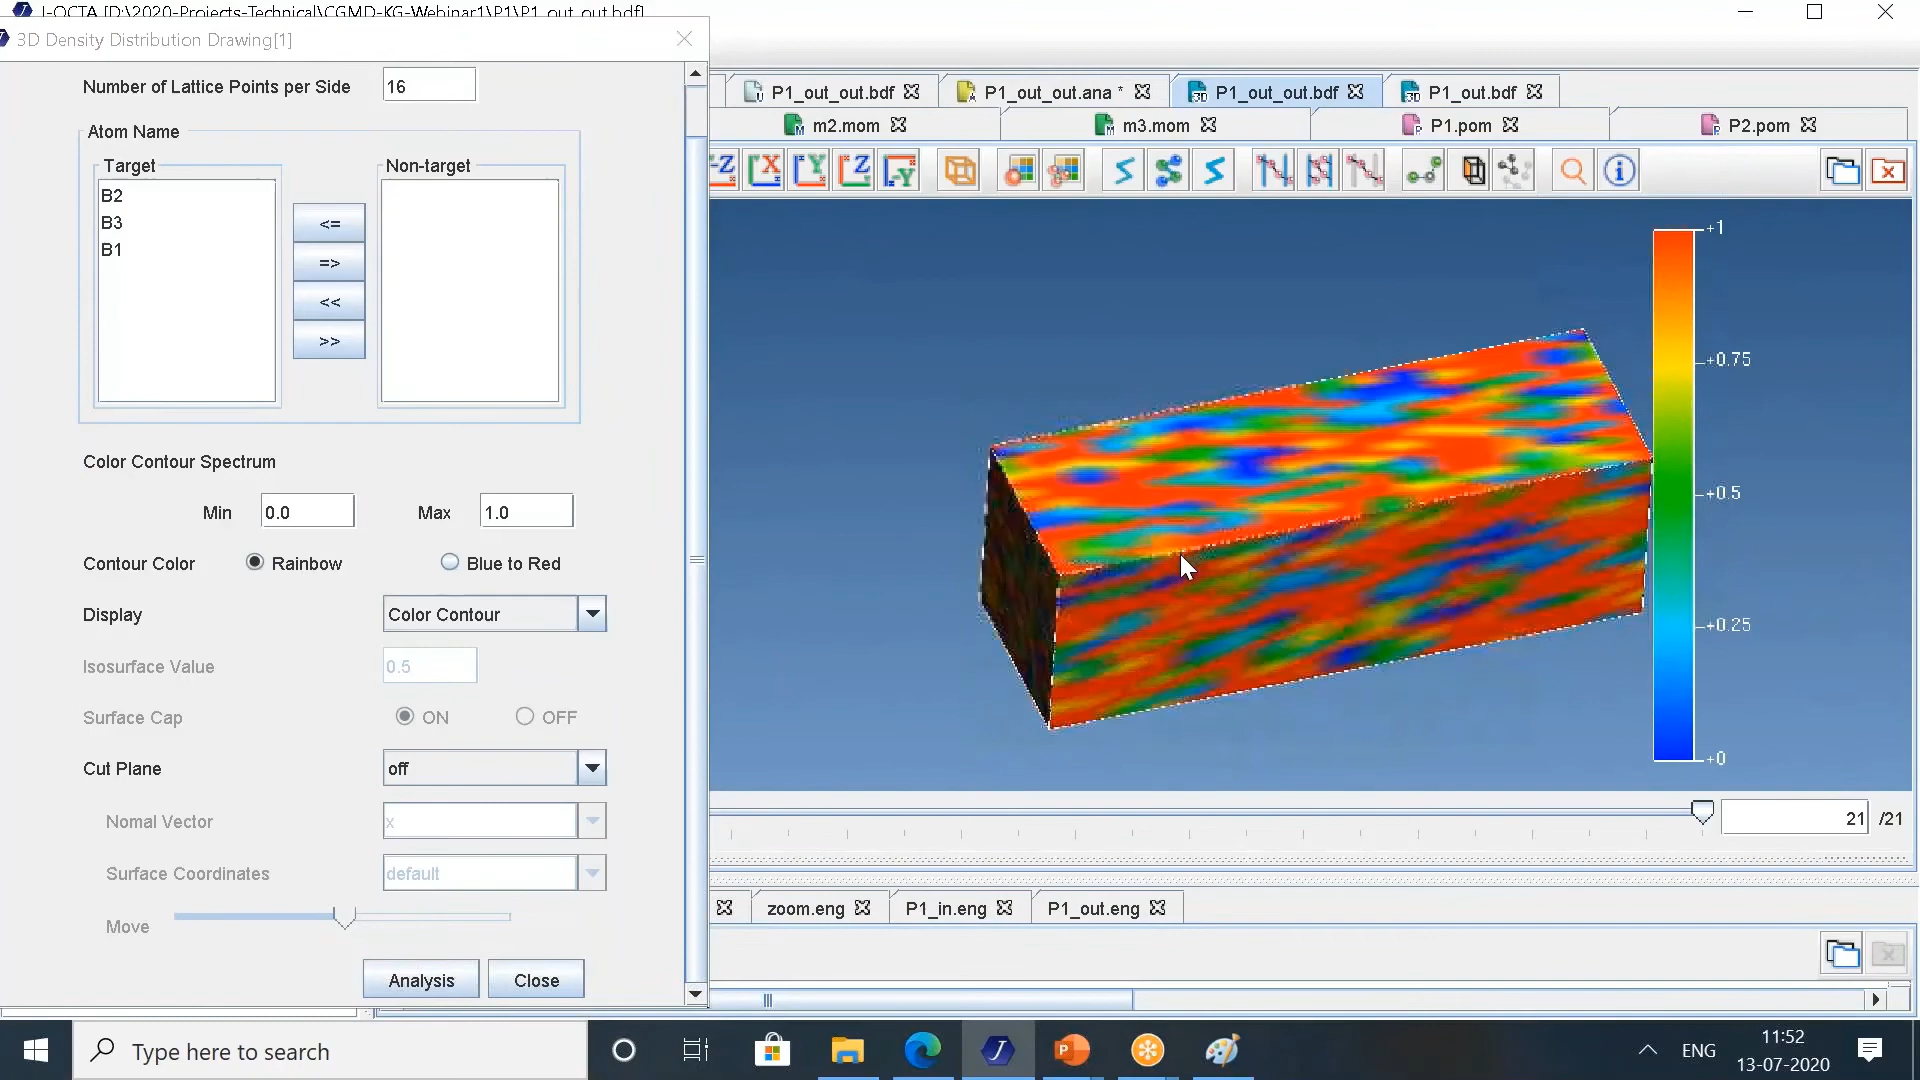 J-OCTA [D:\2020-Projects-Technical\CGMD-KG-Webinar1\P1\P1_out_out.bdf]
3D Density Distribution Drawing[1]
Number of Lattice Points per Side 16
Atom Name
Target
Non-target
B2
B3
B1
<=
=>
<<
>>
Color Contour Spectrum
Min 0.0 Max 1.0
Contour Color Rainbow Blue to Red
Display Color Contour
Isosurface Value 0.5
Surface Cap ON OFF
Cut Plane off
Nomal Vector x
Surface Coordinates default
Move
Analysis Close
P1_out_out.bdf P1_out_out.ana * P1_out_out.bdf P1_out.bdf
m2.mom m3.mom P1.pom P2.pom
+1
+0.75
+0.5
+0.25
+0
21 /21
zoom.eng P1_in.eng P1_out.eng
Type here to search
ENG
11:52
13-07-2020